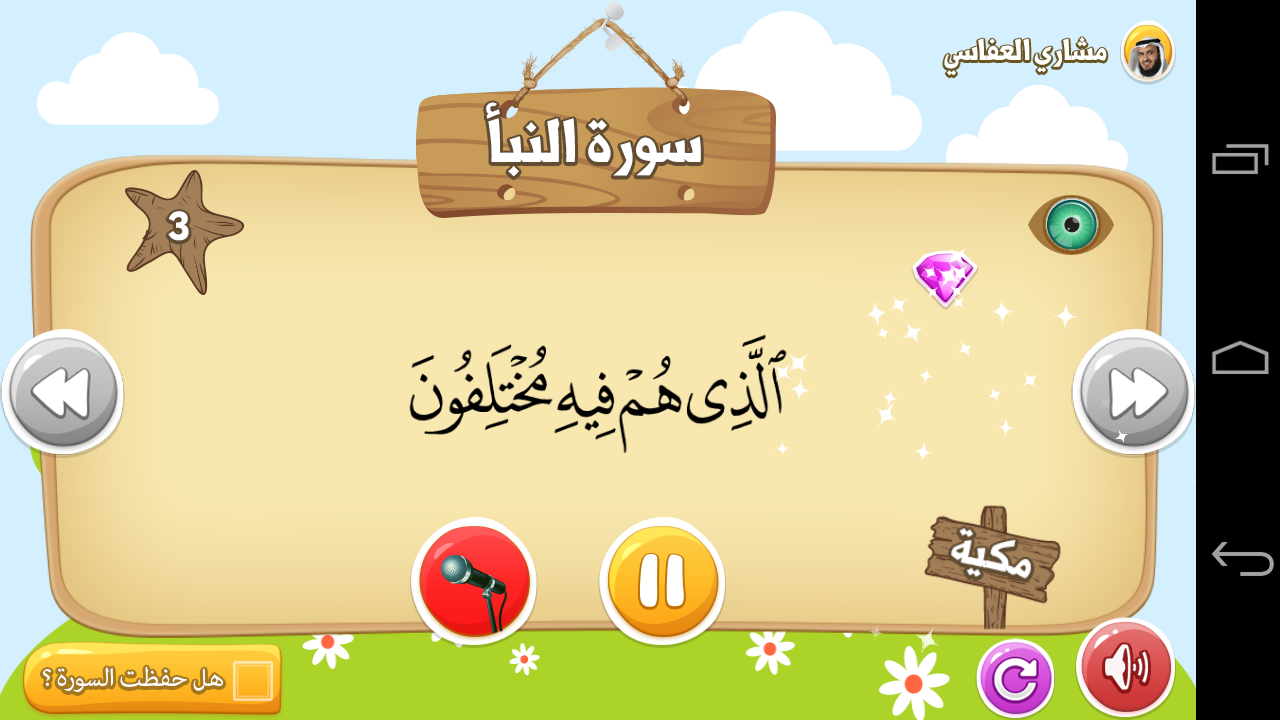 مشاري العفاسي
سورة النبأ
3
ٱلَّذِى هُمْ فِيهِ مُخْتَلِفُونَ
مكية
هل حفظت السورة ؟